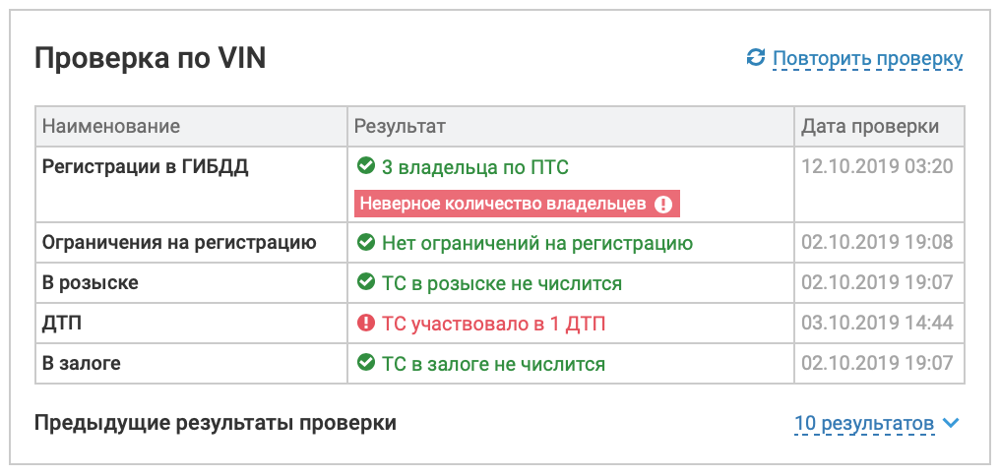 Проверка по VIN
Повторить проверку
Наименование Результат Дата проверки
Регистрации в ГИБДД 3 владельца по ПТС 12.10.2019 03:20
Неверное количество владельцев
Ограничения на регистрацию Нет ограничений на регистрацию 02.10.2019 19:08
В розыске ТС в розыске не числится 02.10.2019 19:07
ДТП ТС участвовало в 1 ДТП 03.10.2019 14:44
В залоге ТС в залоге не числится 02.10.2019 19:07
Предыдущие результаты проверки 10 результатов